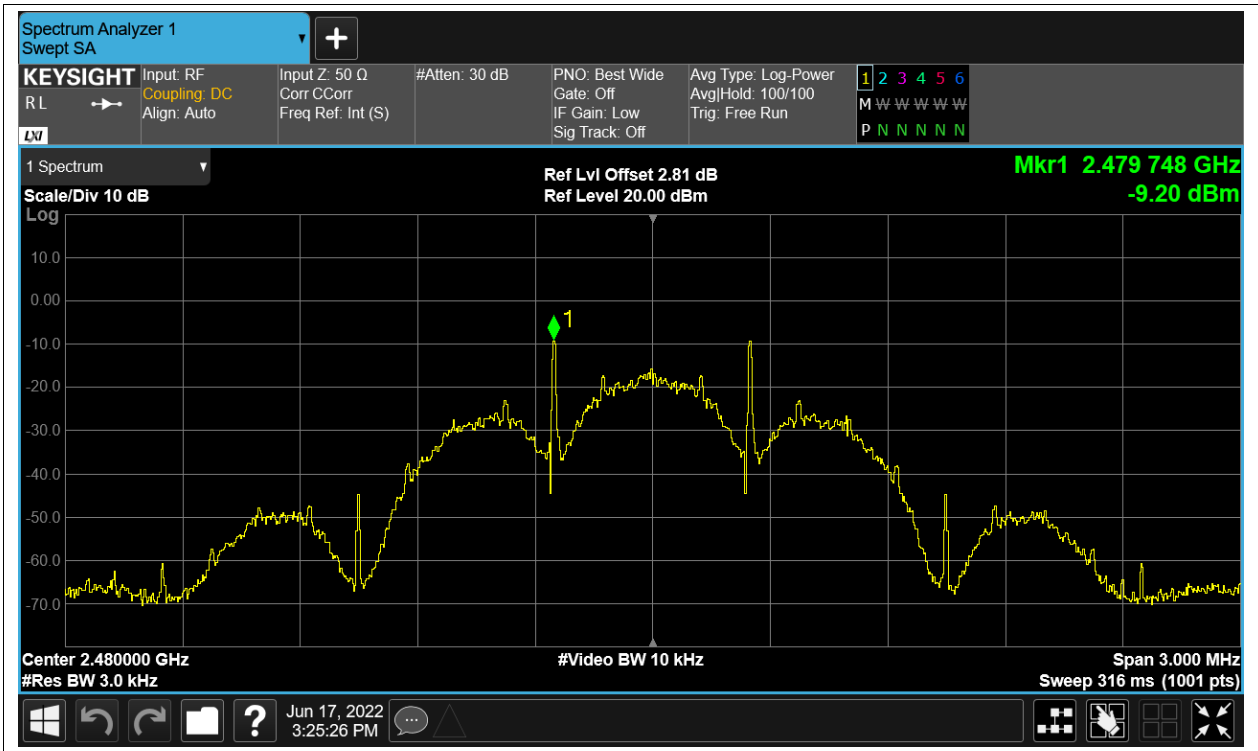 Spectrum Analyzer 1
Swept SA
KEYSIGHT
R L
LXI
Input: RF
Coupling: DC
Align: Auto
Input Z: 50 Ω
Corr CCorr
Freq Ref: Int (S)
#Atten: 30 dB
PNO: Best Wide
Gate: Off
IF Gain: Low
Sig Track: Off
Avg Type: Log-Power
Avg|Hold: 100/100
Trig: Free Run
1 2 3 4 5 6
M W W W W W
P N N N N N
1 Spectrum
Scale/Div 10 dB
Log
Ref Lvl Offset 2.81 dB
Ref Level 20.00 dBm
Mkr1 2.479 748 GHz
-9.20 dBm
10.0
0.00
1
-10.0
-20.0
-30.0
-40.0
-50.0
-60.0
-70.0
Center 2.480000 GHz
#Video BW 10 kHz
Span 3.000 MHz
#Res BW 3.0 kHz
Sweep 316 ms (1001 pts)
?
Jun 17, 2022
3:25:26 PM